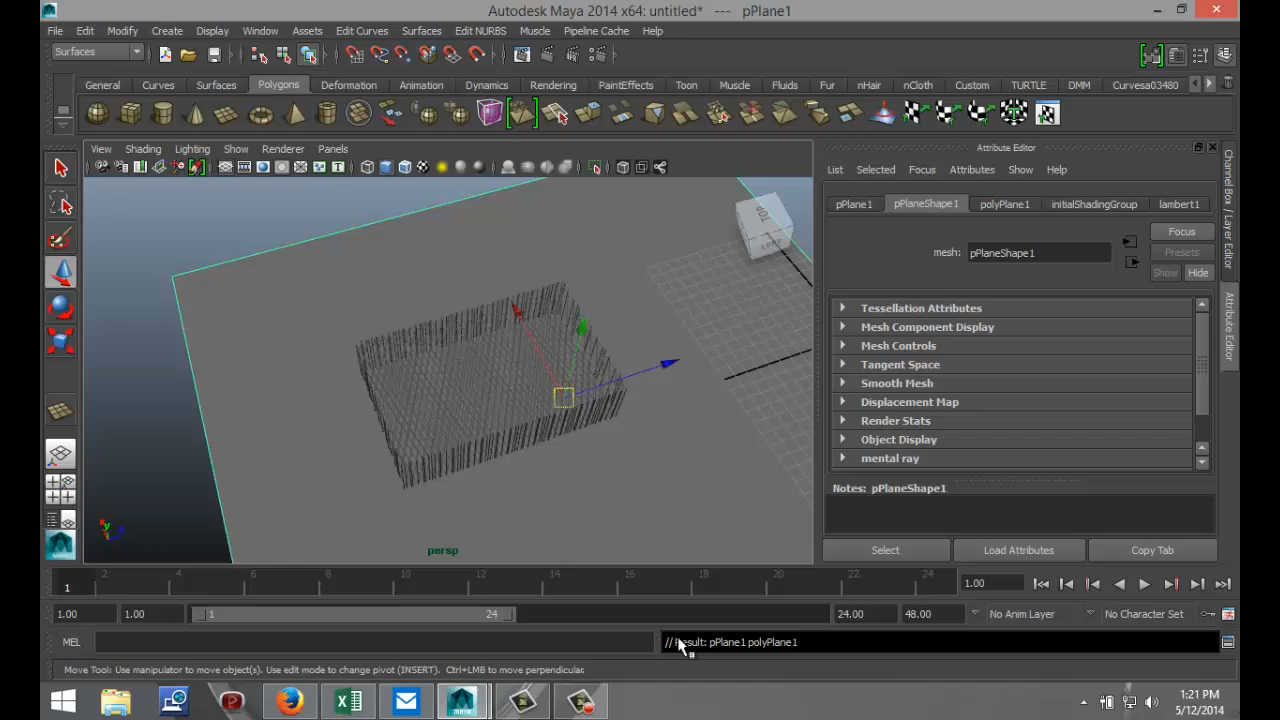 Autodesk Maya 2014 x64: untitled*   ---   pPlane1
File Edit Modify Create Display Window Assets Edit Curves Surfaces Edit NURBS Muscle Pipeline Cache Help
Surfaces
General Curves Surfaces Polygons Deformation Animation Dynamics Rendering PaintEffects Toon Muscle Fluids Fur nHair nCloth Custom TURTLE DMM Curvesa03480
View Shading Lighting Show Renderer Panels
Attribute Editor
List Selected Focus Attributes Show Help
pPlane1 pPlaneShape1 polyPlane1 initialShadingGroup lambert1
Focus
mesh: pPlaneShape1
Presets
Show Hide
Tessellation Attributes
Mesh Component Display
Mesh Controls
Tangent Space
Smooth Mesh
Displacement Map
Render Stats
Object Display
mental ray
Notes: pPlaneShape1
Select Load Attributes Copy Tab
Channel Box / Layer Editor
Attribute Editor
TOP
LEFT
persp
1 2 4 6 8 10 12 14 16 18 20 22 24 1.00
1.00 1.00 1 24 24.00 48.00 No Anim Layer No Character Set
MEL // Result: pPlane1 polyPlane1
Move Tool: Use manipulator to move object(s). Use edit mode to change pivot (INSERT). Ctrl+LMB to move perpendicular.
1:21 PM
5/12/2014